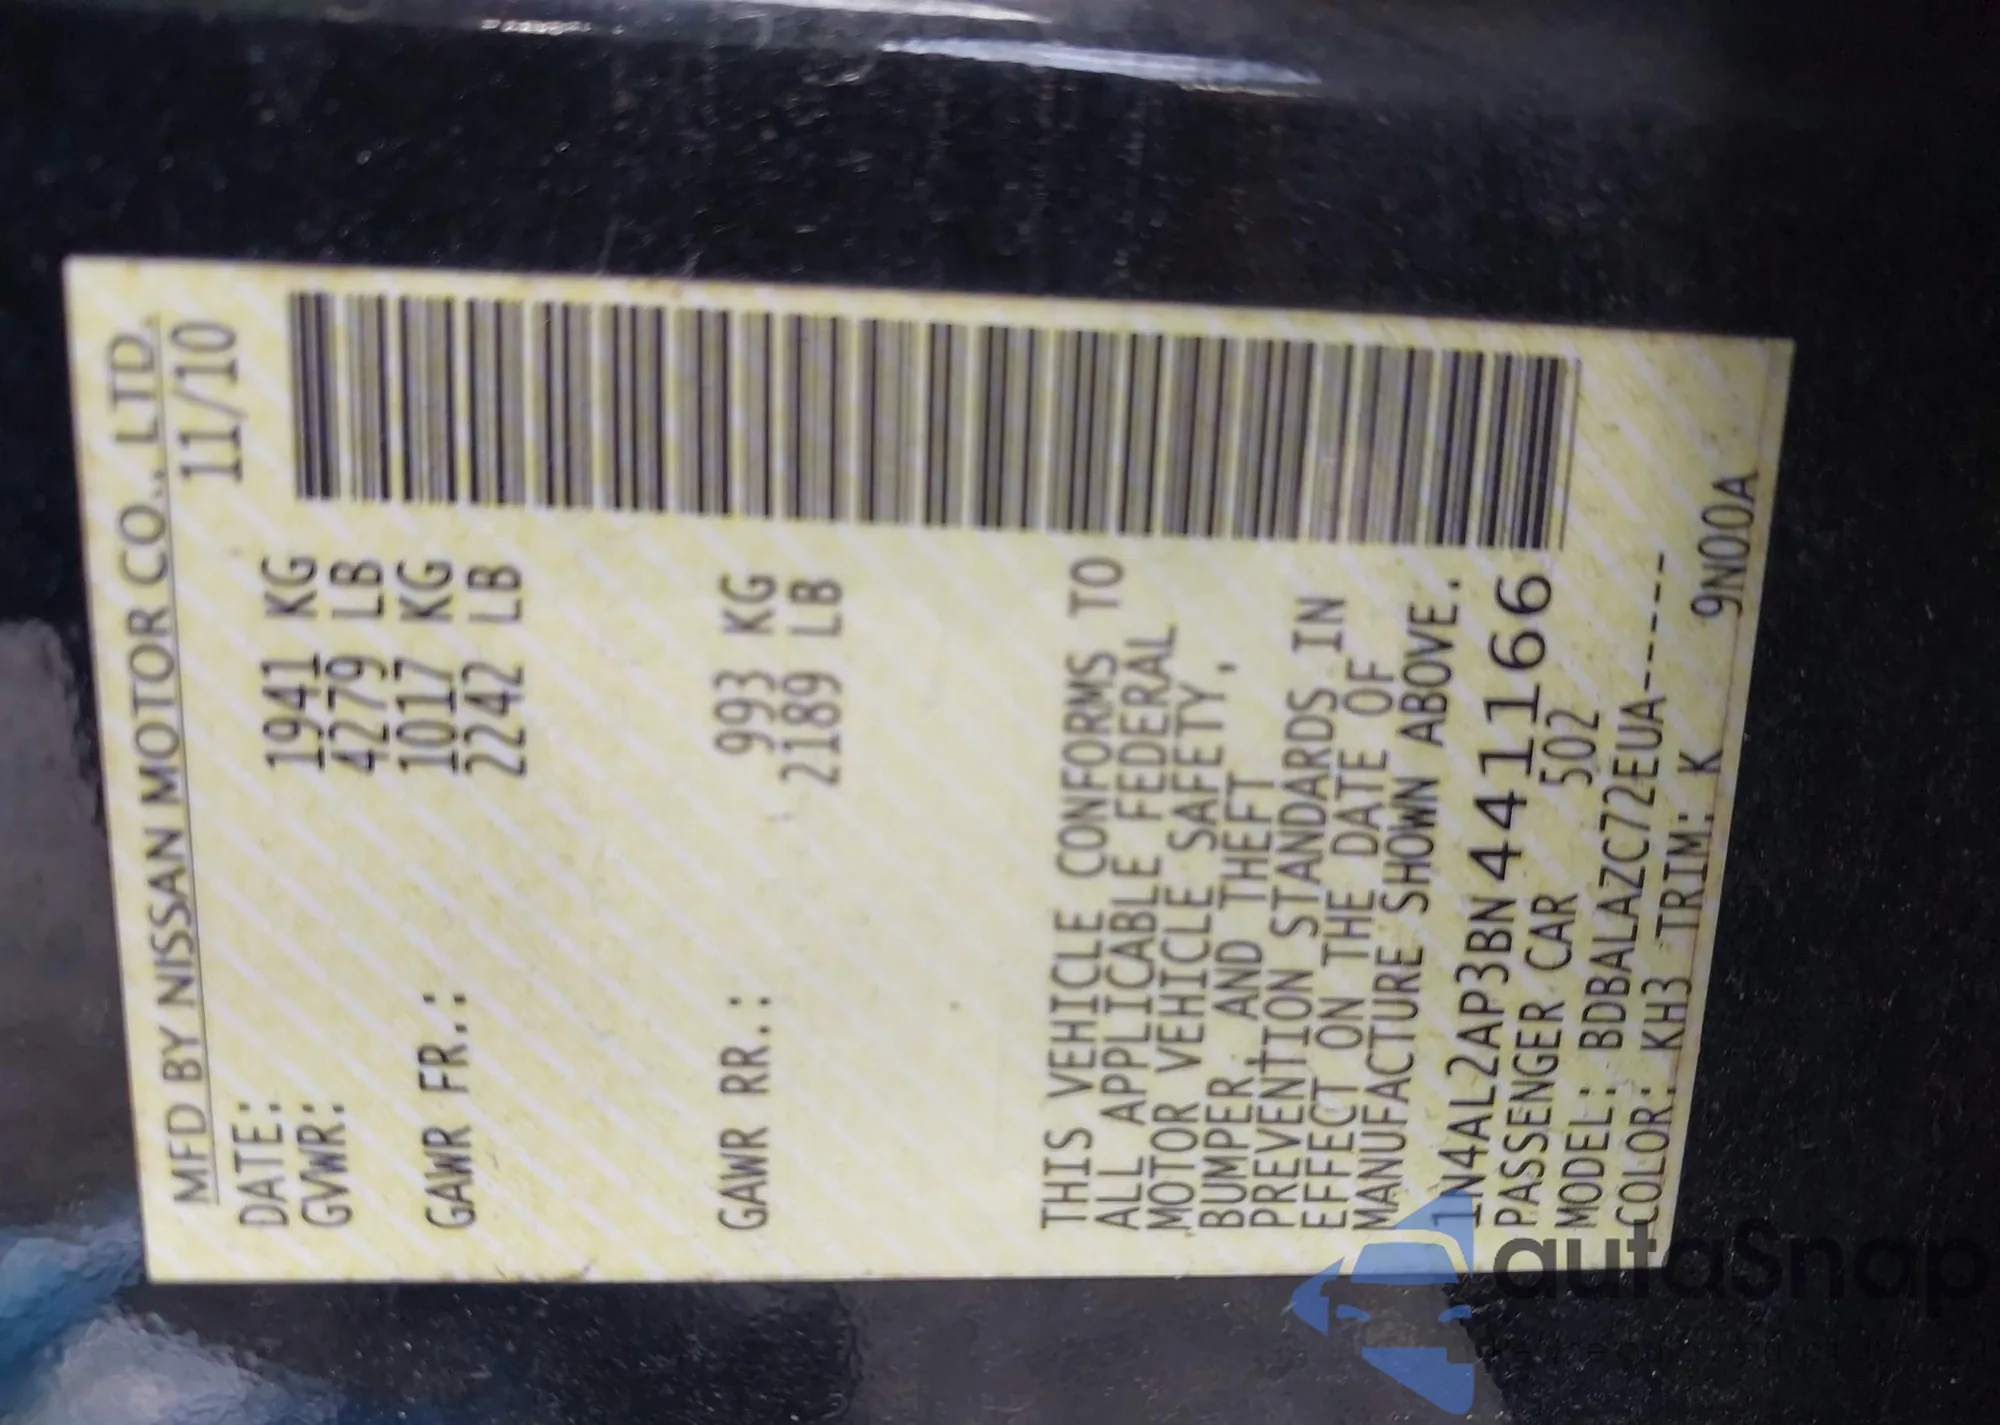 MFD BY NISSAN MOTOR CO., LTD.
DATE: 11/10
GVWR: 1941 KG
4279 LB
GAWR FR.: 1017 KG
2242 LB
GAWR RR.: 993 KG
2189 LB
THIS VEHICLE CONFORMS TO
ALL APPLICABLE FEDERAL
MOTOR VEHICLE SAFETY,
BUMPER, AND THEFT
PREVENTION STANDARDS IN
EFFECT ON THE DATE OF
MANUFACTURE SHOWN ABOVE.
1N4AL2AP3BN441166
PASSENGER CAR 502
MODEL: BDBALAZC72EUA-----
COLOR: KH3 TRIM: K 9N00A
autaSnap